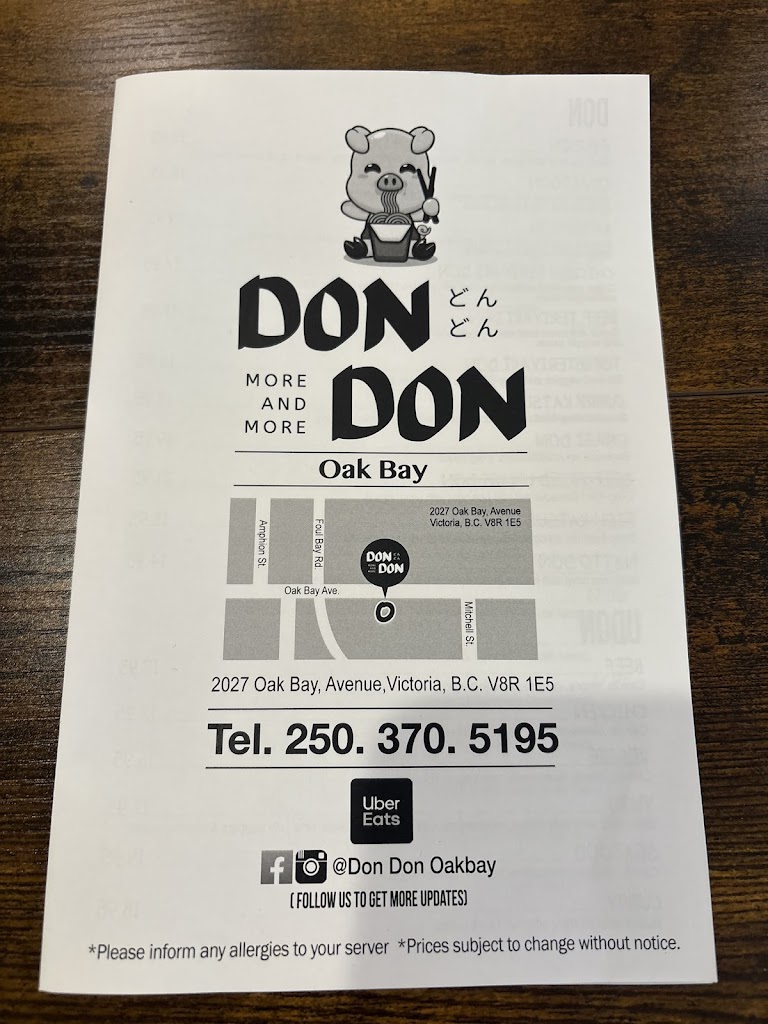 DON どん
どん
MORE
AND
MORE
DON
Oak Bay
2027 Oak Bay, Avenue
Victoria, B.C. V8R 1E5
Amphion St.
Foul Bay Rd.
DON
DON
Oak Bay Ave.
Mitchell St.
2027 Oak Bay, Avenue,Victoria, B.C. V8R 1E5
Tel. 250. 370. 5195
Uber
Eats
@Don Don Oakbay
( FOLLOW US TO GET MORE UPDATES)
*Please inform any allergies to your server *Prices subject to change without notice.